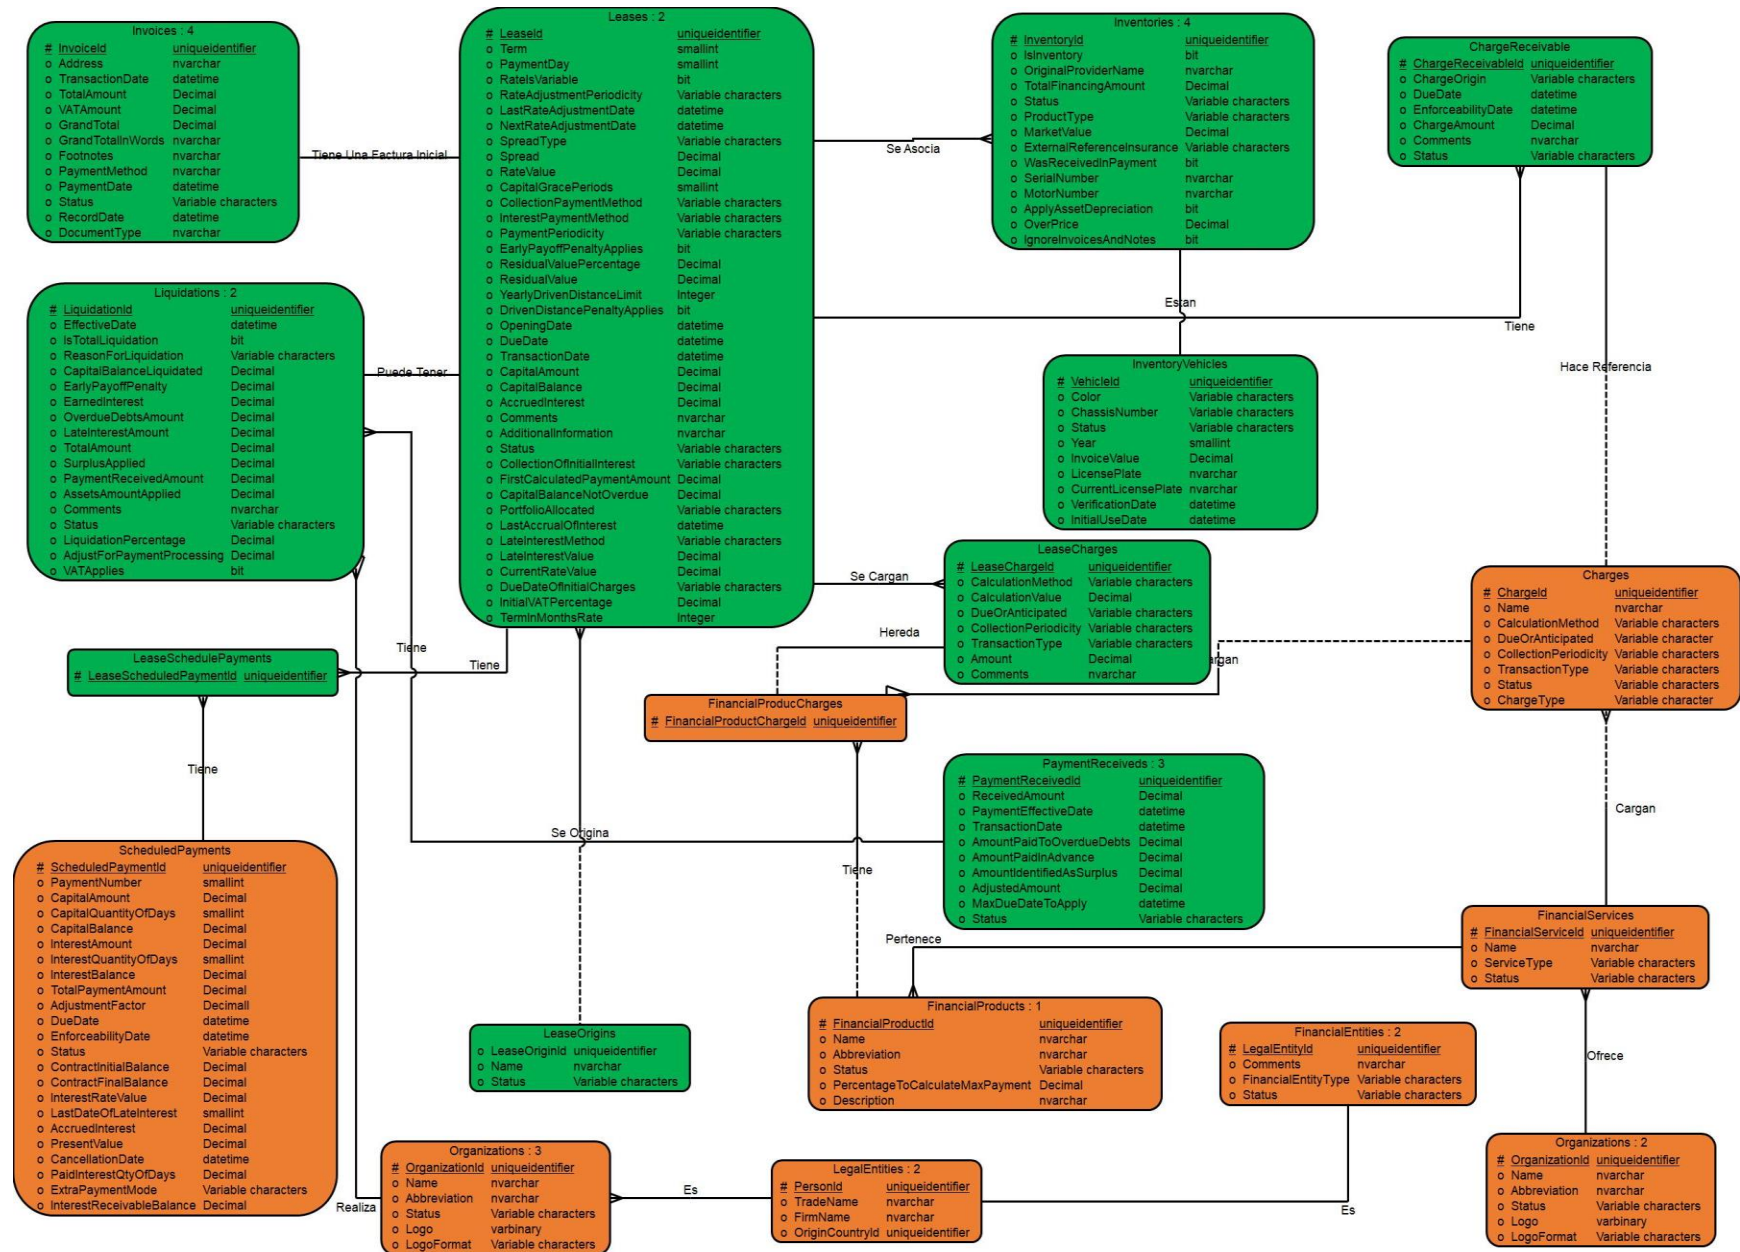 Invoices : 4
# InvoiceId uniqueidentifier
o Address nvarchar
o TransactionDate datetime
o TotalAmount Decimal
o VATAmount Decimal
o GrandTotal Decimal
o GrandTotalInWords nvarchar
o Footnotes nvarchar
o PaymentMethod nvarchar
o PaymentDate datetime
o Status Variable characters
o RecordDate datetime
o DocumentType nvarchar
Tiene Una Factura Inicial
Leases : 2
# LeaseId uniqueidentifier
o Term smallint
o PaymentDay smallint
o RateIsVariable bit
o RateAdjustmentPeriodicity Variable characters
o LastRateAdjustmentDate datetime
o NextRateAdjustmentDate datetime
o SpreadType Variable characters
o Spread Decimal
o RateValue Decimal
o CapitalGracePeriods smallint
o CollectionPaymentMethod Variable characters
o InterestPaymentMethod Variable characters
o PaymentPeriodicity Variable characters
o EarlyPayoffPenaltyApplies bit
o ResidualValuePercentage Decimal
o ResidualValue Decimal
o YearlyDrivenDistanceLimit Integer
o DrivenDistancePenaltyApplies bit
o OpeningDate datetime
o DueDate datetime
o TransactionDate datetime
o CapitalAmount Decimal
o CapitalBalance Decimal
o AccruedInterest Decimal
o Comments nvarchar
o AdditionalInformation nvarchar
o Status Variable characters
o CollectionOfInitialInterest Variable characters
o FirstCalculatedPaymentAmount Decimal
o CapitalBalanceNotOverdue Decimal
o PortfolioAllocated Variable characters
o LastAccrualOfInterest datetime
o LateInterestMethod Variable characters
o LateInterestValue Decimal
o CurrentRateValue Decimal
o DueDateOfInitialCharges Variable characters
o InitialVATPercentage Decimal
o TermInMonthsRate Integer
Se Asocia
Inventories : 4
# InventoryId uniqueidentifier
o IsInventory bit
o OriginalProviderName nvarchar
o TotalFinancingAmount Decimal
o Status Variable characters
o ProductType Variable characters
o MarketValue Decimal
o ExternalReferenceInsurance Variable characters
o WasReceivedInPayment bit
o SerialNumber nvarchar
o MotorNumber nvarchar
o ApplyAssetDepreciation bit
o OverPrice Decimal
o IgnoreInvoicesAndNotes bit
ChargeReceivable
# ChargeReceivableId uniqueidentifier
o ChargeOrigin Variable characters
o DueDate datetime
o EnforceabilityDate datetime
o ChargeAmount Decimal
o Comments nvarchar
o Status Variable characters
Estan
Tiene
Hace Referencia
Liquidations : 2
# LiquidationId uniqueidentifier
o EffectiveDate datetime
o IsTotalLiquidation bit
o ReasonForLiquidation Variable characters
o CapitalBalanceLiquidated Decimal
o EarlyPayoffPenalty Decimal
o EarnedInterest Decimal
o OverdueDebtsAmount Decimal
o LateInterestAmount Decimal
o TotalAmount Decimal
o SurplusApplied Decimal
o PaymentReceivedAmount Decimal
o AssetsAmountApplied Decimal
o Comments nvarchar
o Status Variable characters
o LiquidationPercentage Decimal
o AdjustForPaymentProcessing Decimal
o VATApplies bit
Puede Tener
InventoryVehicles
# VehicleId uniqueidentifier
o Color Variable characters
o ChassisNumber Variable characters
o Status Variable characters
o Year smallint
o InvoiceValue Decimal
o LicensePlate nvarchar
o CurrentLicensePlate nvarchar
o VerificationDate datetime
o InitialUseDate datetime
Se Cargan
LeaseCharges
# LeaseChargeId uniqueidentifier
o CalculationMethod Variable characters
o CalculationValue Decimal
o DueOrAnticipated Variable characters
o CollectionPeriodicity Variable characters
o TransactionType Variable characters
o Amount Decimal
o Comments nvarchar
Hereda
argan
Charges
# ChargeId uniqueidentifier
o Name nvarchar
o CalculationMethod Variable characters
o DueOrAnticipated Variable character
o CollectionPeriodicity Variable characters
o TransactionType Variable characters
o Status Variable characters
o ChargeType Variable character
Tiene
Tiene
LeaseSchedulePayments
# LeaseScheduledPaymentId uniqueidentifier
FinancialProducCharges
# FinancialProductChargeId uniqueidentifier
Tiene
PaymentReceiveds : 3
# PaymentReceivedId uniqueidentifier
o ReceivedAmount Decimal
o PaymentEffectiveDate datetime
o TransactionDate datetime
o AmountPaidToOverdueDebts Decimal
o AmountPaidInAdvance Decimal
o AmountIdentifiedAsSurplus Decimal
o AdjustedAmount Decimal
o MaxDueDateToApply datetime
o Status Variable characters
Cargan
Se Origina
Tiene
ScheduledPayments
# ScheduledPaymentId uniqueidentifier
o PaymentNumber smallint
o CapitalAmount Decimal
o CapitalQuantityOfDays smallint
o CapitalBalance Decimal
o InterestAmount Decimal
o InterestQuantityOfDays smallint
o InterestBalance Decimal
o TotalPaymentAmount Decimal
o AdjustmentFactor Decimall
o DueDate datetime
o EnforceabilityDate datetime
o Status Variable characters
o ContractInitialBalance Decimal
o ContractFinalBalance Decimal
o InterestRateValue Decimal
o LastDateOfLateInterest smallint
o AccruedInterest Decimal
o PresentValue Decimal
o CancellationDate datetime
o PaidInterestQtyOfDays Decimal
o ExtraPaymentMode Variable characters
o InterestReceivableBalance Decimal
Pertenece
FinancialServices
# FinancialServiceId uniqueidentifier
o Name nvarchar
o ServiceType Variable characters
o Status Variable characters
LeaseOrigins
o LeaseOriginId uniqueidentifier
o Name nvarchar
o Status Variable characters
FinancialProducts : 1
# FinancialProductId uniqueidentifier
o Name nvarchar
o Abbreviation nvarchar
o Status Variable characters
o PercentageToCalculateMaxPayment Decimal
o Description nvarchar
FinancialEntities : 2
# LegalEntityId uniqueidentifier
o Comments nvarchar
o FinancialEntityType Variable characters
o Status Variable characters
Ofrece
Organizations : 3
# OrganizationId uniqueidentifier
o Name nvarchar
o Abbreviation nvarchar
o Status Variable characters
o Logo varbinary
o LogoFormat Variable characters
Realiza
Es
LegalEntities : 2
# PersonId uniqueidentifier
o TradeName nvarchar
o FirmName nvarchar
o OriginCountryId uniqueidentifier
Es
Organizations : 2
# OrganizationId uniqueidentifier
o Name nvarchar
o Abbreviation nvarchar
o Status Variable characters
o Logo varbinary
o LogoFormat Variable characters